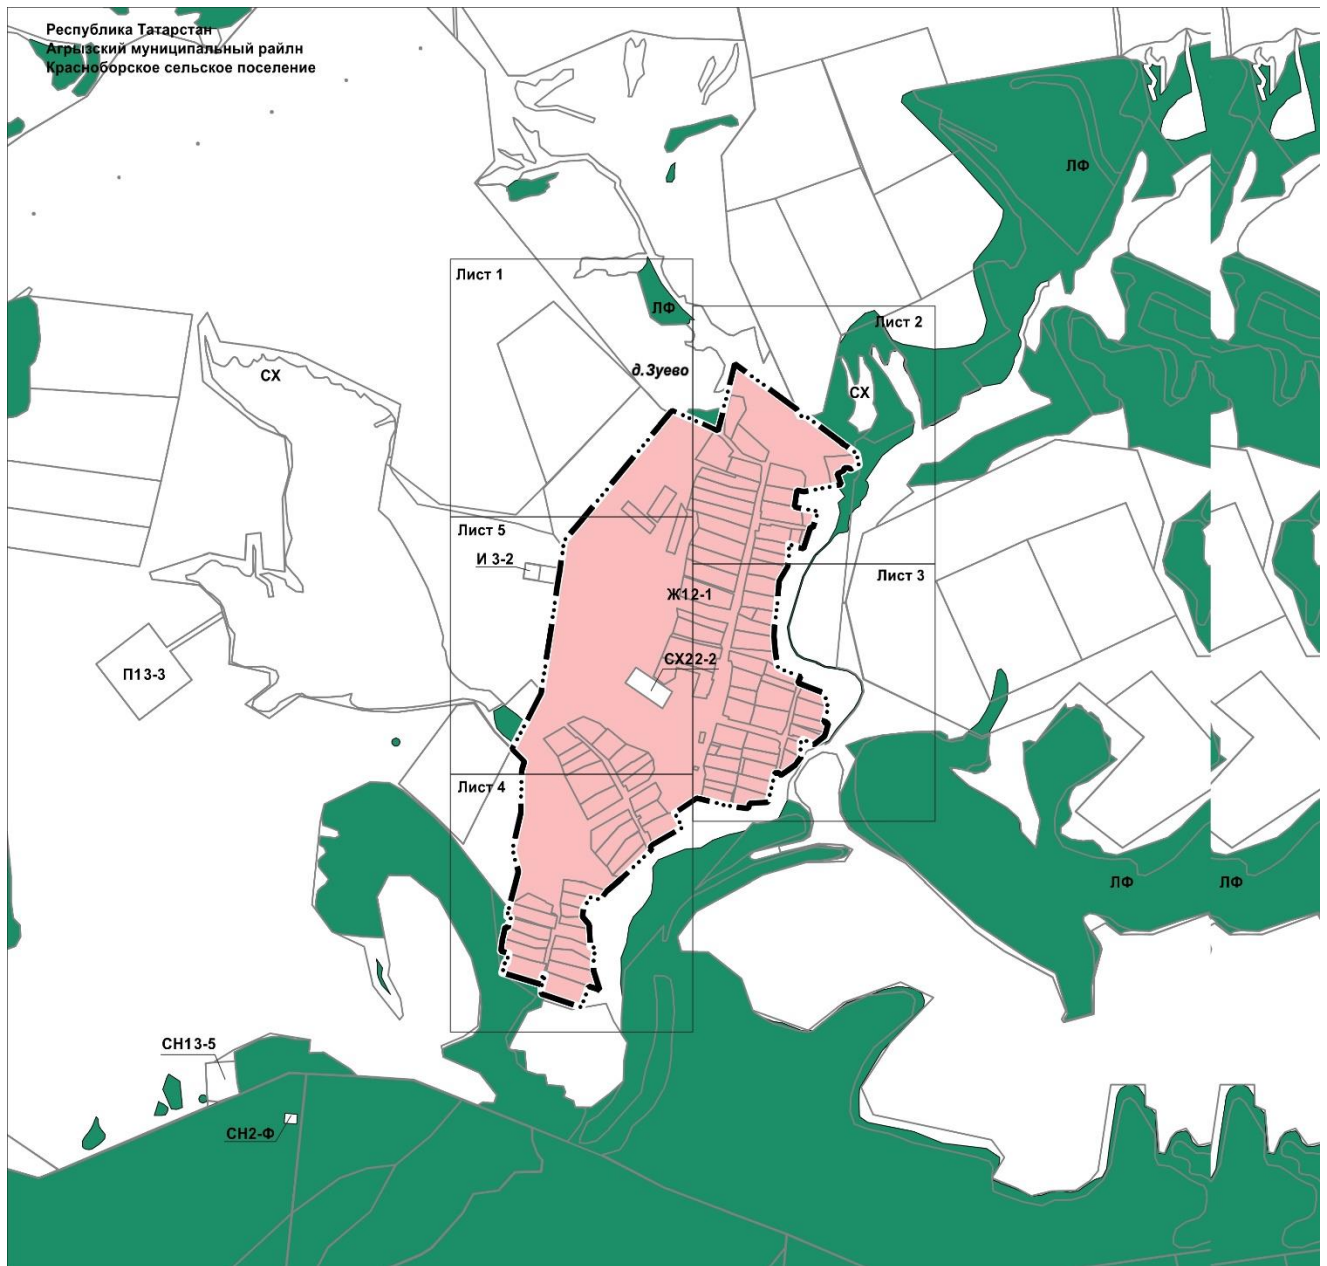 Республика Татарстан
Агрызский муниципальный райлн
Красноборское сельское поселение
ЛФ
Лист 1
ЛФ
Лист 2
д.Зуево
СХ
СХ
Лист 5
И 3-2
Лист 3
Ж12-1
СХ22-2
П13-3
Лист 4
ЛФ
ЛФ
СН13-5
СН2-Ф